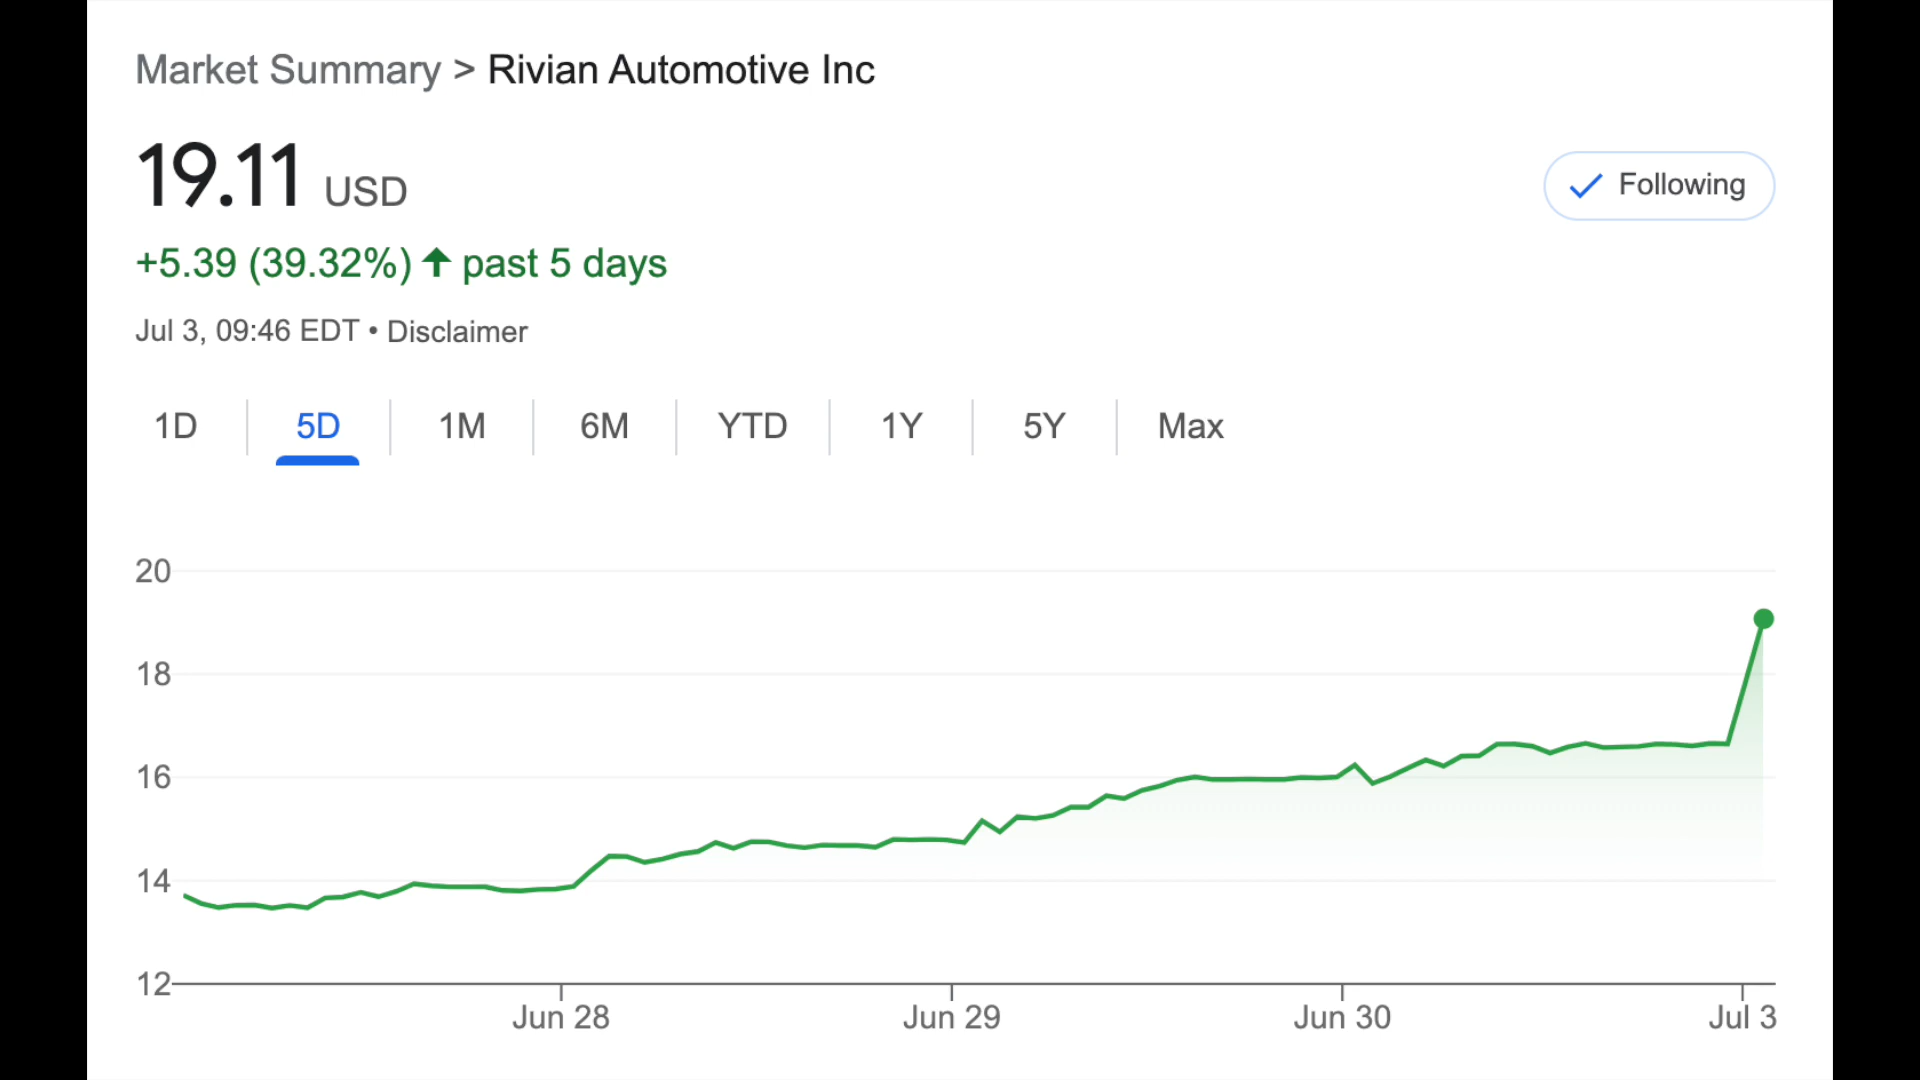 Market Summary > Rivian Automotive Inc
19.11 USD
Following
+5.39 (39.32%) ↑ past 5 days
Jul 3, 09:46 EDT • Disclaimer
1D 5D 1M 6M YTD 1Y 5Y Max
20
18
16
14
12
Jun 28 Jun 29 Jun 30 Jul 3